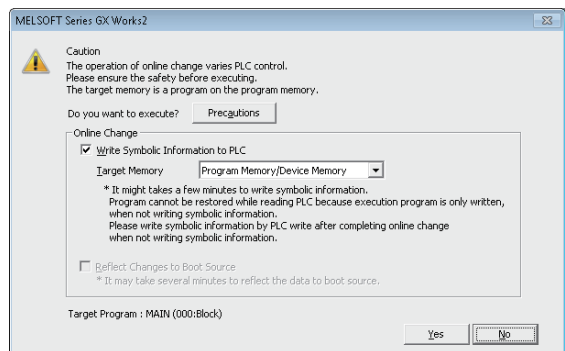 MELSOFT Series GX Works2
Caution
The operation of online change varies PLC control.
Please ensure the safety before executing.
The target memory is a program on the program memory.
Do you want to execute?
Precautions
Online Change
Write Symbolic Information to PLC
Target Memory
Program Memory/Device Memory
* It might takes a few minutes to write symbolic information.
Program cannot be restored while reading PLC because execution program is only written,
when not writing symbolic information.
Please write symbolic information by PLC write after completing online change
when not writing symbolic information.
Reflect Changes to Boot Source
* It may take several minutes to reflect the data to boot source.
Target Program : MAIN (000:Block)
Yes
No